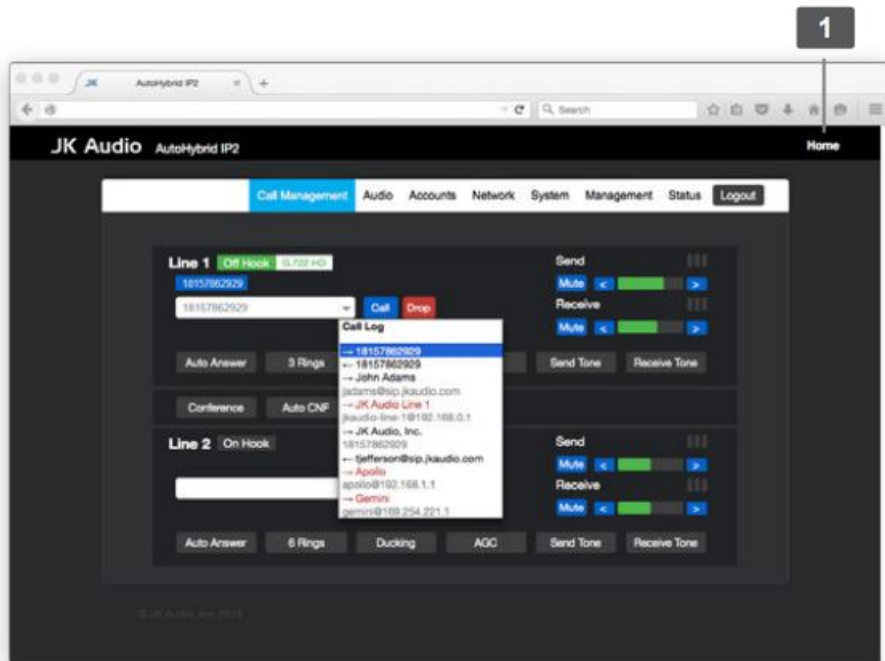 1
JK AutoHybrid IP2 × +
Search
JK Audio AutoHybrid IP2 Home
Call Management Audio Accounts Network System Management Status Logout
Line 1 Off Hook G.722 HD Send
18157862929 Mute < >
18157862929 Call Drop Receive
Mute < >
Call Log
→ 18157862929
← 18157862929
→ John Adams
jadams@sip.jkaudio.com
→ JK Audio Line 1
jkaudio-line-1@192.168.0.1
→ JK Audio, Inc.
18157862929
← tjefferson@sip.jkaudio.com
→ Apollo
apollo@192.168.1.1
→ Gemini
gemini@169.254.221.1
Auto Answer 3 Rings Send Tone Receive Tone
Conference Auto CNF
Line 2 On Hook Send
Mute < >
Receive
Mute < >
Auto Answer 6 Rings Ducking AGC Send Tone Receive Tone
© JK Audio, Inc. 2015